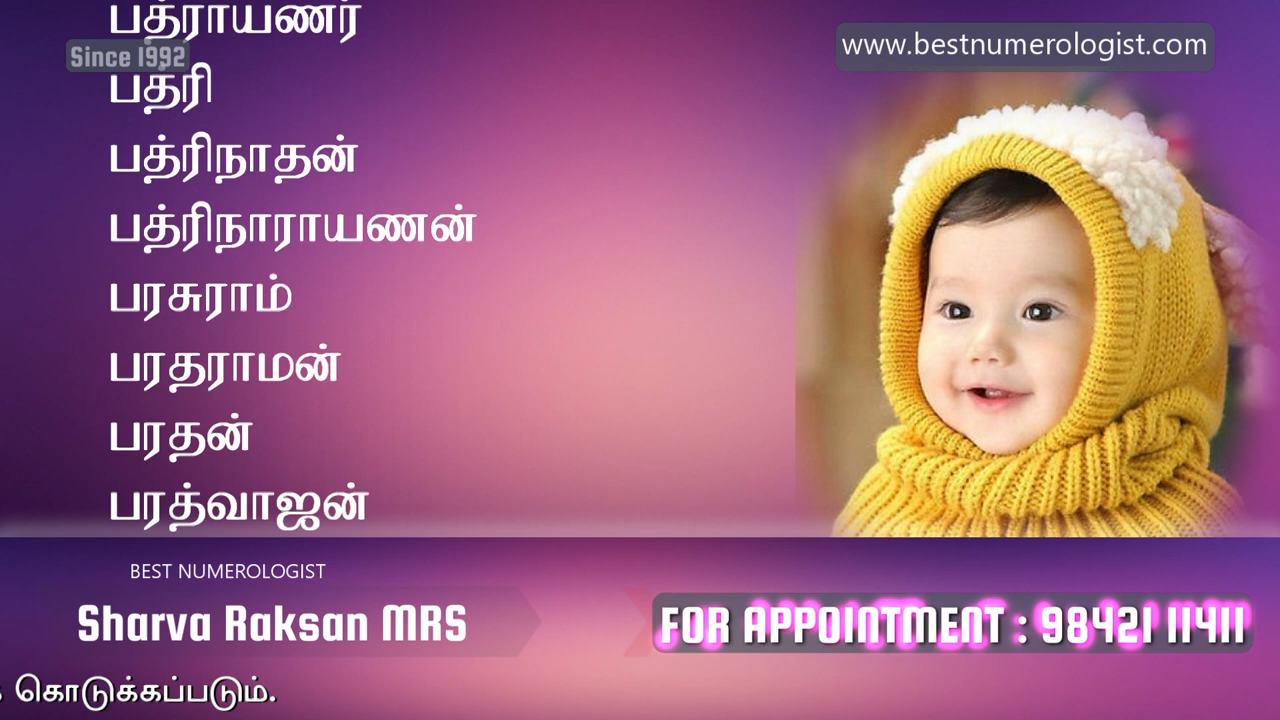 பத்ராயணர்
Since 1992
www.bestnumerologist.com
பத்ரி
பத்ரிநாதன்
பத்ரிநாராயணன்
பரசுராம்
பரதராமன்
பரதன்
பரத்வாஜன்
BEST NUMEROLOGIST
Sharva Raksan MRS
FOR APPOINTMENT : 98421 11411
கொடுக்கப்படும்.